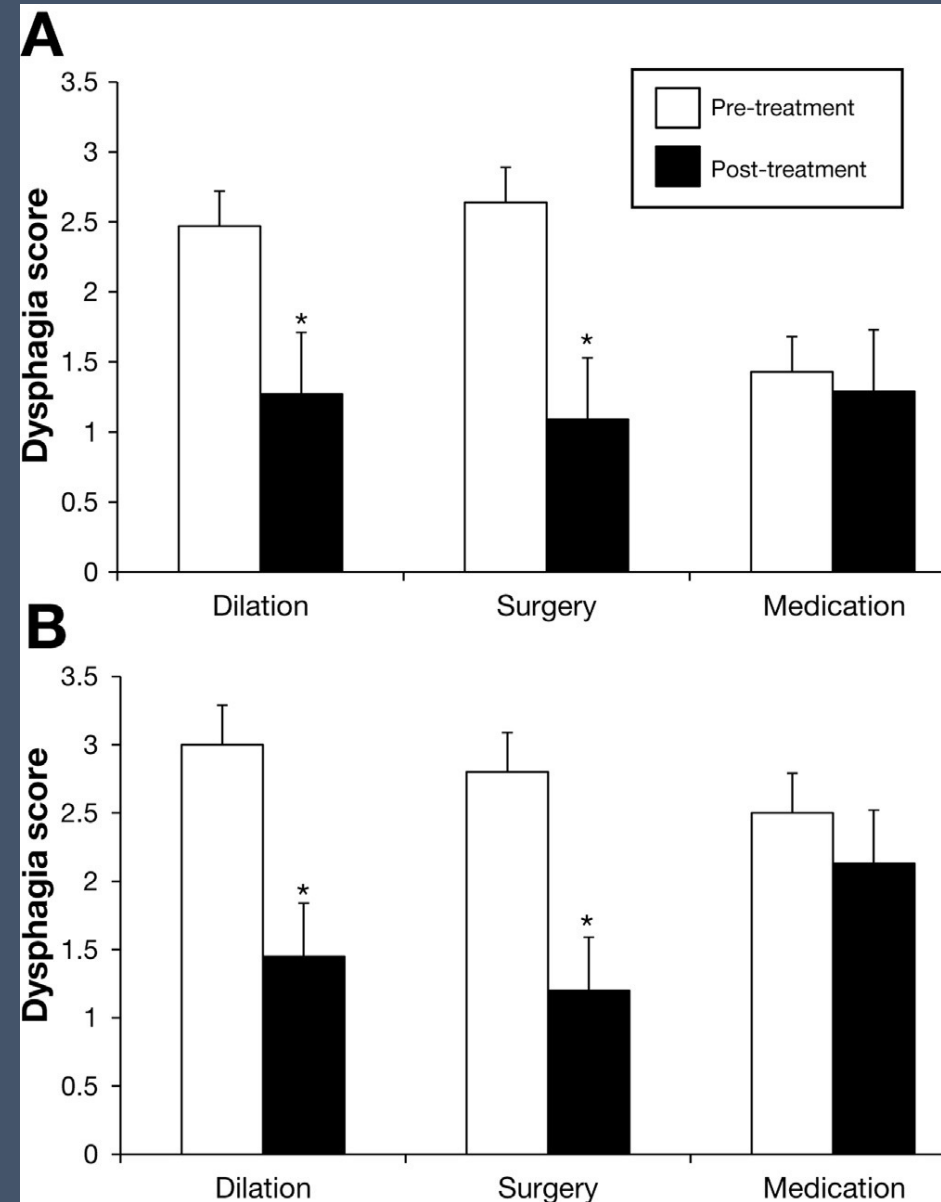 A
3.5
3
2.5
2
1.5
1
0.5
0
Dysphagia score
Pre-treatment
Post-treatment
*
*
Dilation Surgery Medication
B
3.5
3
2.5
2
1.5
1
0.5
0
Dysphagia score
*
*
Dilation Surgery Medication